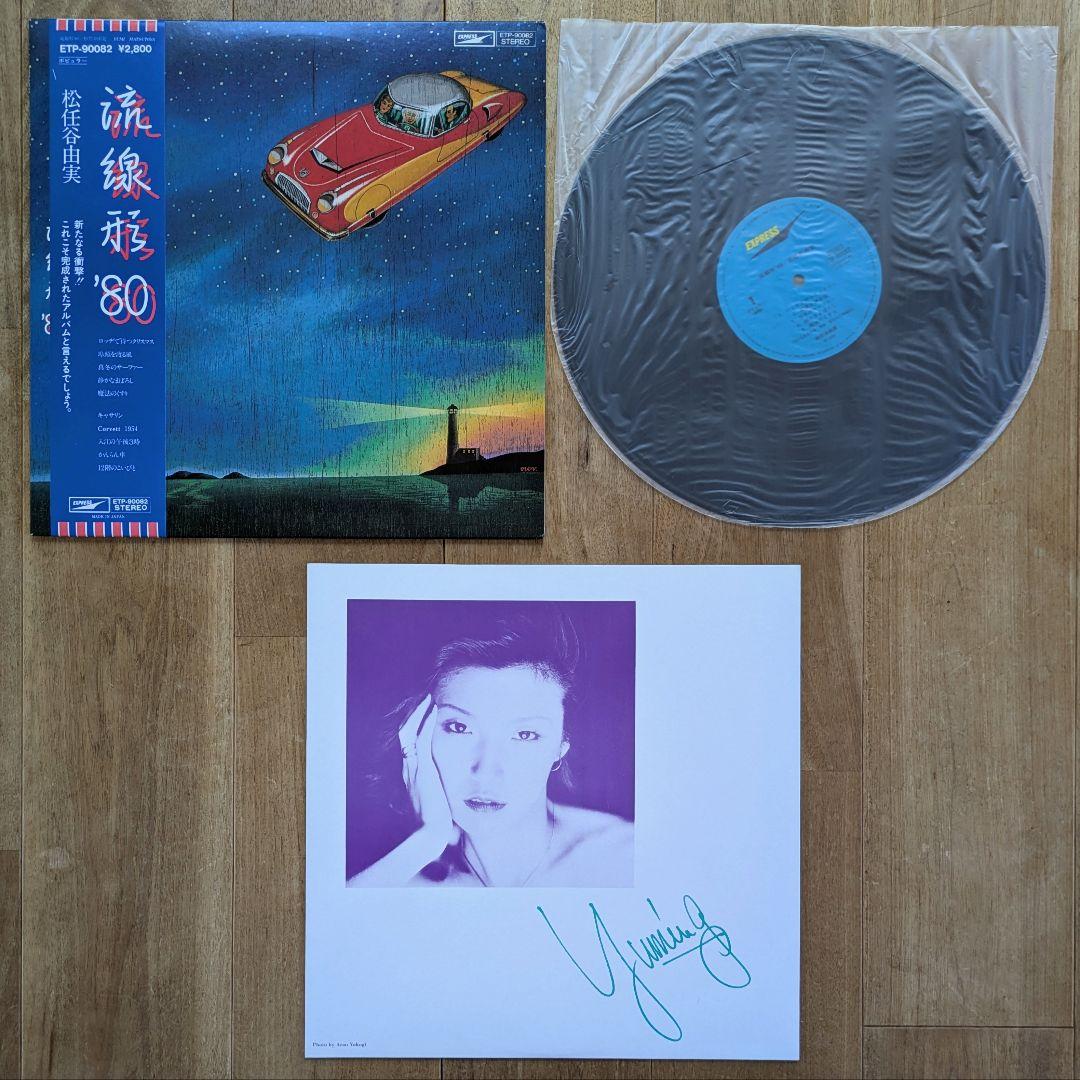 YUMI MATSUTOYA
ETP-90082 ¥2,800
ポピュラー
流線形
'80
松任谷由実
新たなる衝撃!!
これこそ完成されたアルバムと言えるでしょう。
ロッヂで待つクリスマス
埠頭を渡る風
真冬のサーファー
静かなまぼろし
魔法のくすり
キャサリン
Corvett 1954
入江の午後3時
かんらん車
12階のこいびと
EXPRESS
ETP-90082
STEREO
MADE IN JAPAN
EXPRESS
ETP-90082
STEREO
EXPRESS
Yuming
Photo by Aran Yokogi